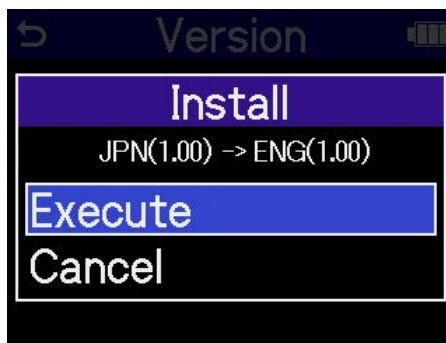 Version
Install
JPN(1.00) -> ENG(1.00)
Execute
Cancel